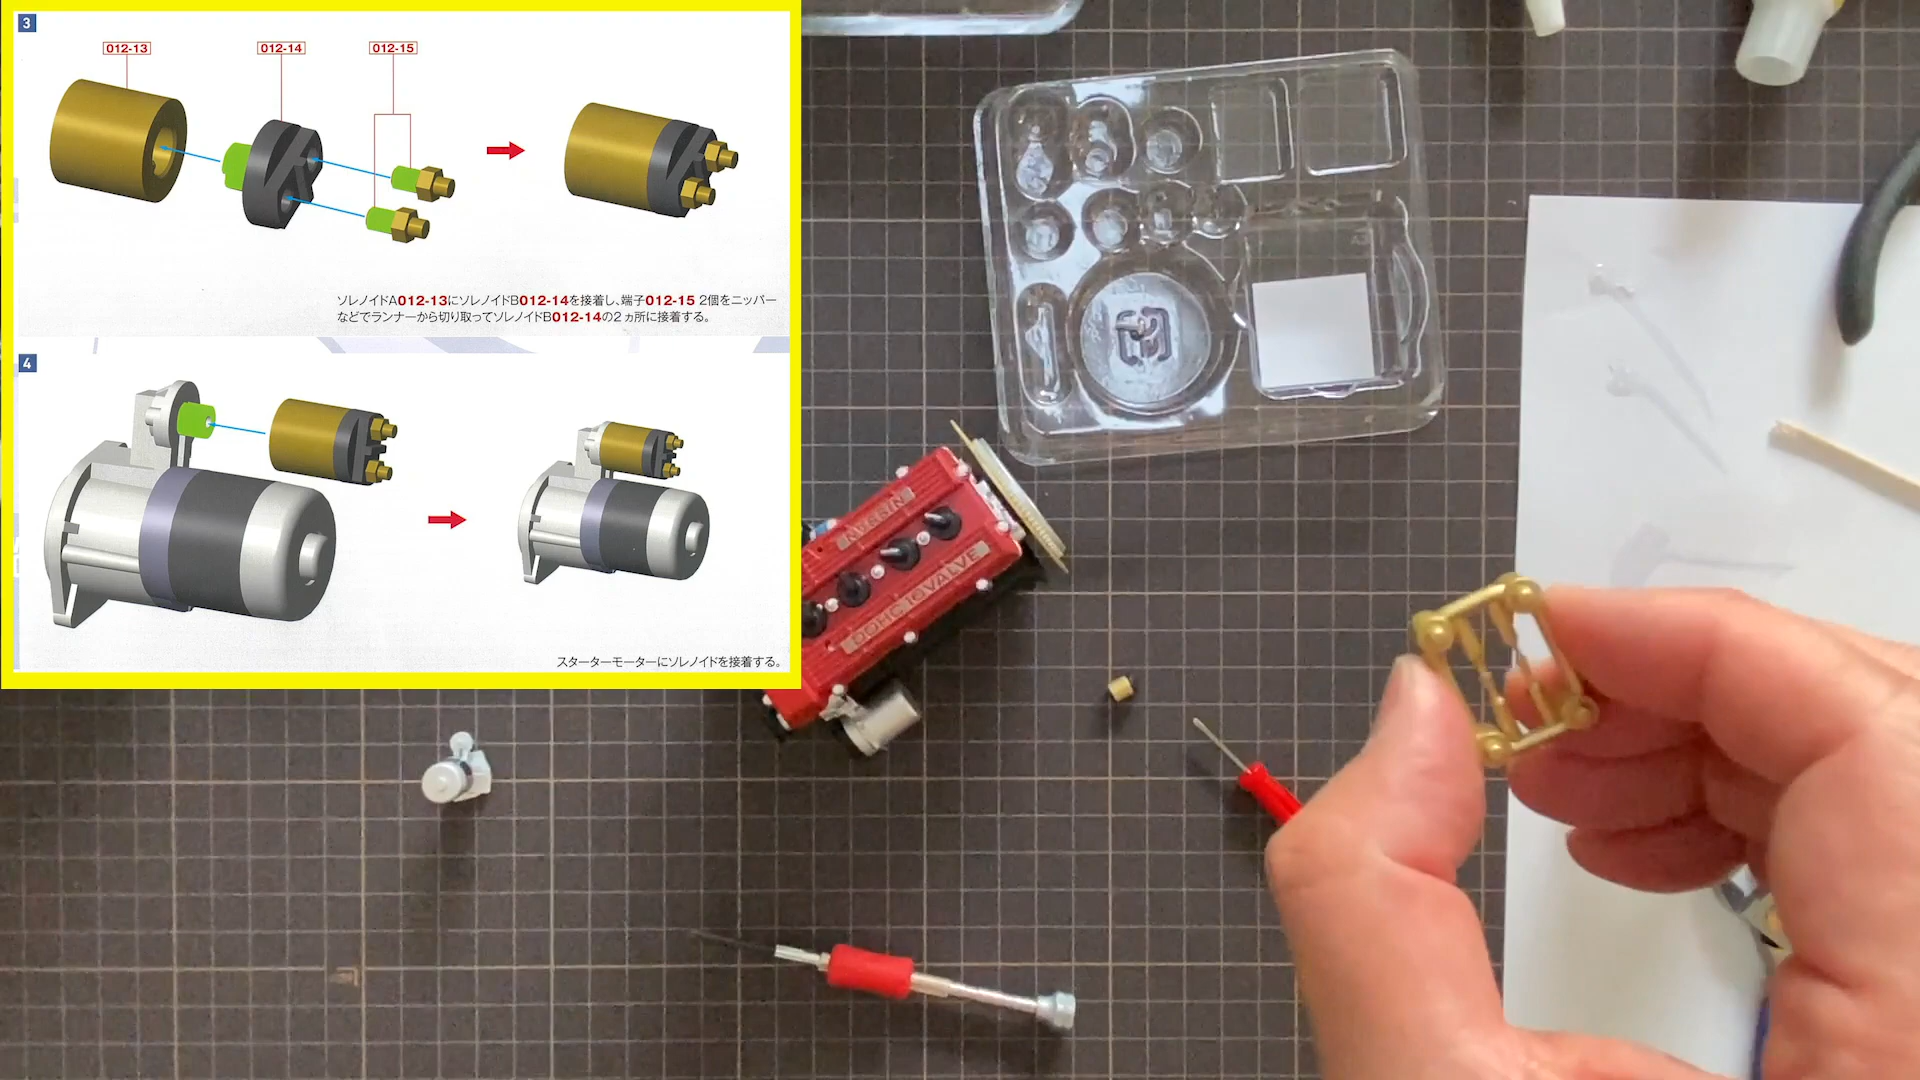 3
012-13
012-14
012-15
ソレノイドA012-13にソレノイドB012-14を接着し、端子012-15 2個をニッパー
などでランナーから切り取ってソレノイドB012-14の2ヵ所に接着する。
4
スターターモーターにソレノイドを接着する。
NISSAN
DOHC 16VALVE